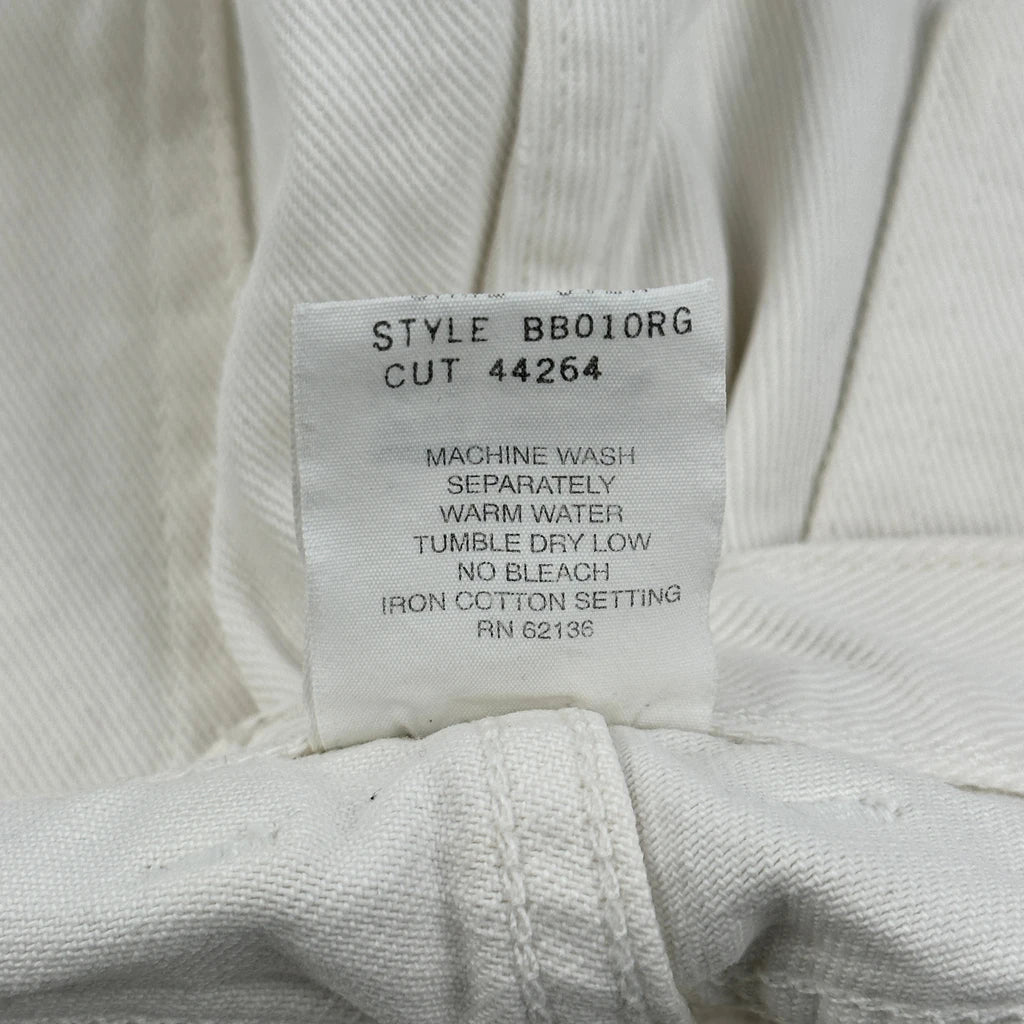 STYLE BB010RG
CUT 44264
MACHINE WASH
SEPARATELY
WARM WATER
TUMBLE DRY LOW
NO BLEACH
IRON COTTON SETTING
RN 62136